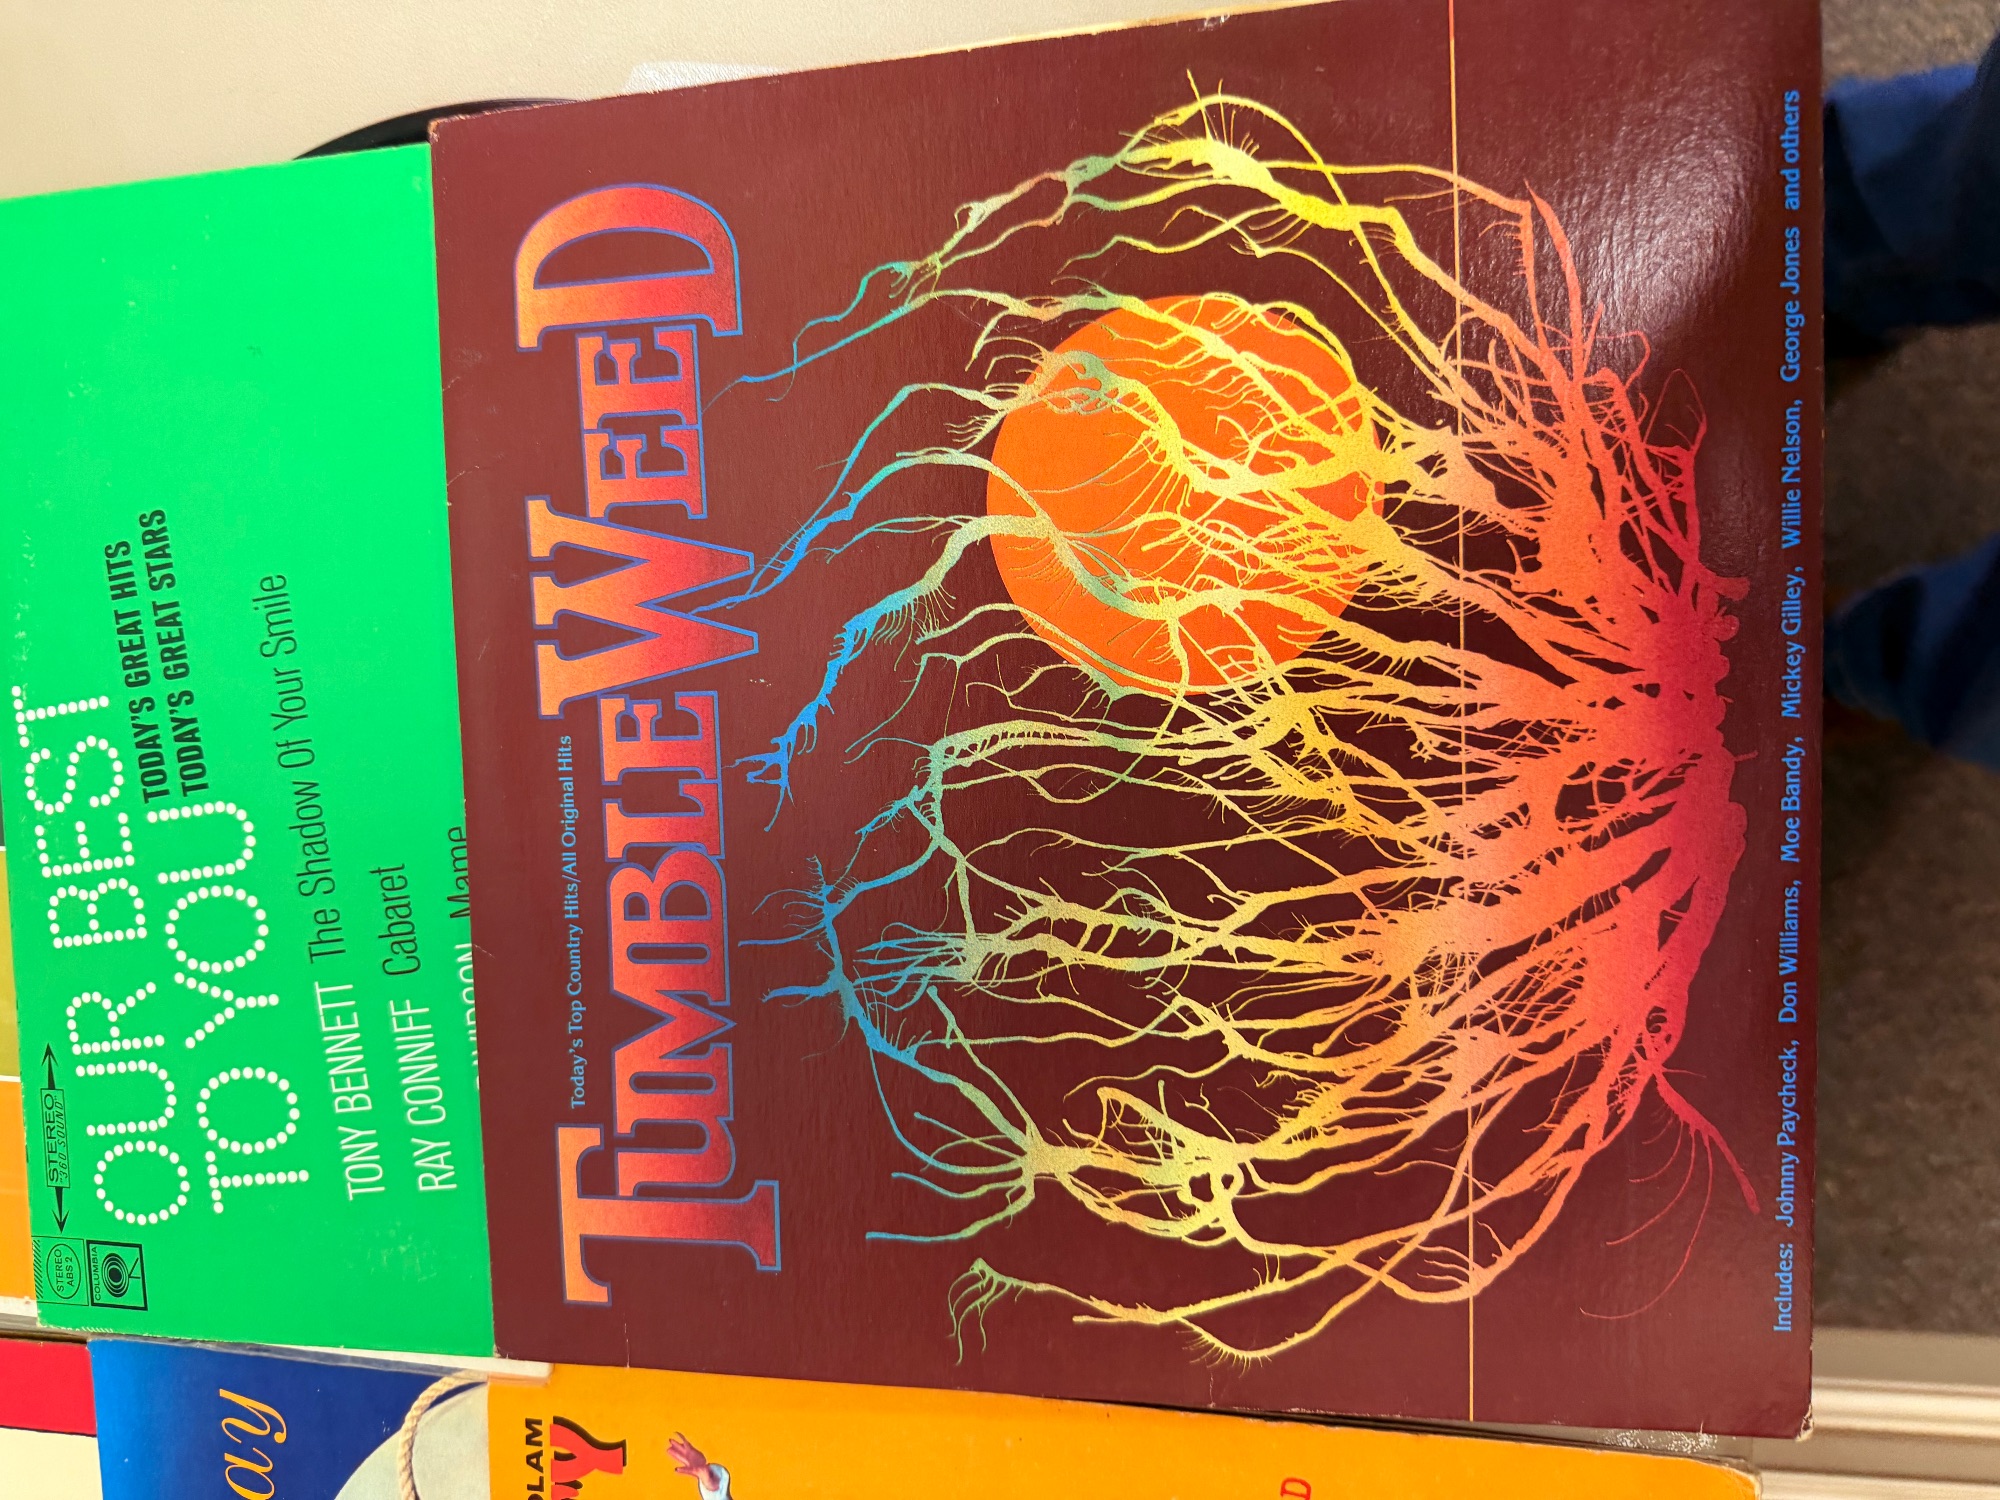 STEREO
ABS 2
COLUMBIA
STEREO
"360 SOUND"
OUR BEST
TO YOU
TODAY'S GREAT HITS
TODAY'S GREAT STARS
TONY BENNETT The Shadow Of Your Smile
RAY CONNIFF Cabaret
Mame
Today's Top Country Hits/All Original Hits
TUMBLEWEED
Includes: Johnny Paycheck, Don Williams, Moe Bandy, Mickey Gilley, Willie Nelson, George Jones and others